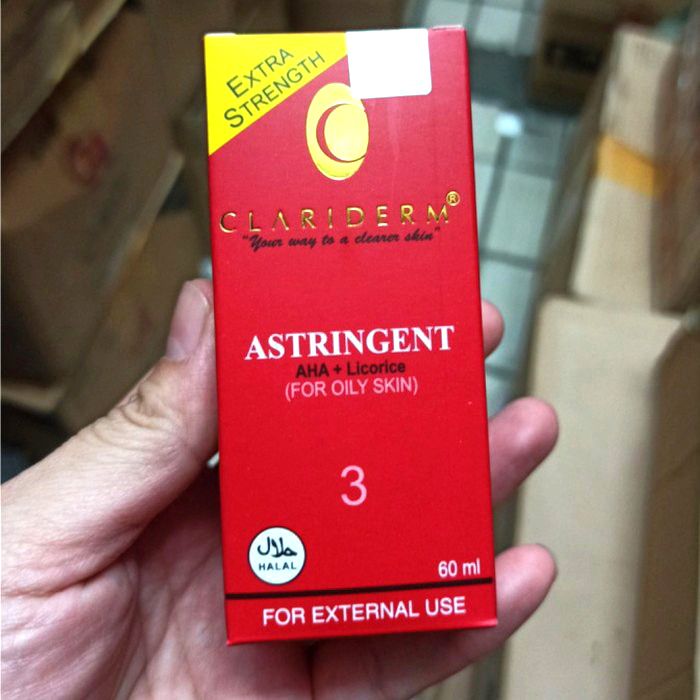 EXTRA
STRENGTH
CLARIDERM®
"Your way to a clearer skin"
ASTRINGENT
AHA + Licorice
(FOR OILY SKIN)
3
حلال
HALAL
60 ml
FOR EXTERNAL USE